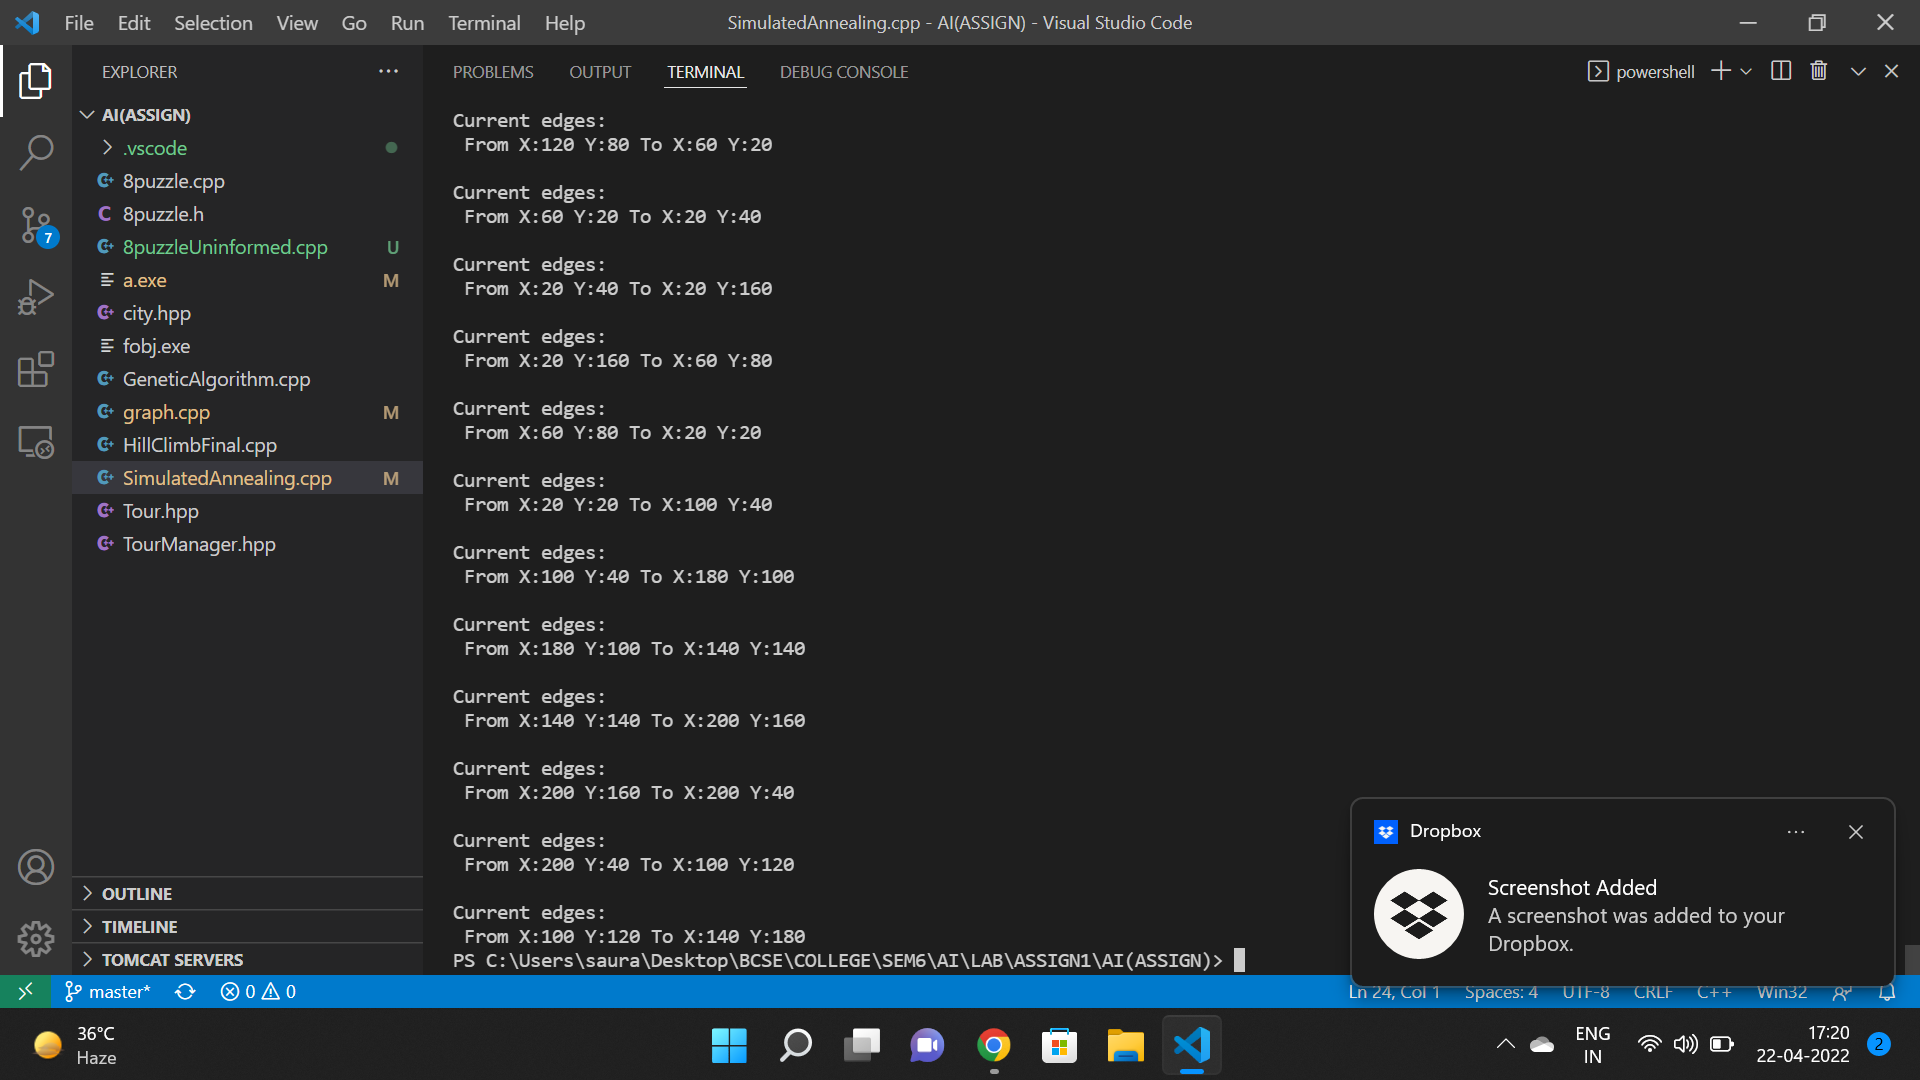 File Edit Selection View Go Run Terminal Help
SimulatedAnnealing.cpp - AI(ASSIGN) - Visual Studio Code
EXPLORER
AI(ASSIGN)
.vscode
8puzzle.cpp
8puzzle.h
8puzzleUninformed.cpp U
a.exe M
city.hpp
fobj.exe
GeneticAlgorithm.cpp
graph.cpp M
HillClimbFinal.cpp
SimulatedAnnealing.cpp M
Tour.hpp
TourManager.hpp
OUTLINE
TIMELINE
TOMCAT SERVERS
7
PROBLEMS OUTPUT TERMINAL DEBUG CONSOLE
powershell
Current edges:
From X:120 Y:80 To X:60 Y:20
Current edges:
From X:60 Y:20 To X:20 Y:40
Current edges:
From X:20 Y:40 To X:20 Y:160
Current edges:
From X:20 Y:160 To X:60 Y:80
Current edges:
From X:60 Y:80 To X:20 Y:20
Current edges:
From X:20 Y:20 To X:100 Y:40
Current edges:
From X:100 Y:40 To X:180 Y:100
Current edges:
From X:180 Y:100 To X:140 Y:140
Current edges:
From X:140 Y:140 To X:200 Y:160
Current edges:
From X:200 Y:160 To X:200 Y:40
Current edges:
From X:200 Y:40 To X:100 Y:120
Current edges:
From X:100 Y:120 To X:140 Y:180
PS C:\Users\saura\Desktop\BCSE\COLLEGE\SEM6\AI\LAB\ASSIGN1\AI(ASSIGN)>
Dropbox
Screenshot Added
A screenshot was added to your
Dropbox.
master* 0 0
Ln 24, Col 1 Spaces: 4 UTF-8 CRLF C++ Win32
36°C
Haze
ENG
IN
17:20
22-04-2022
2